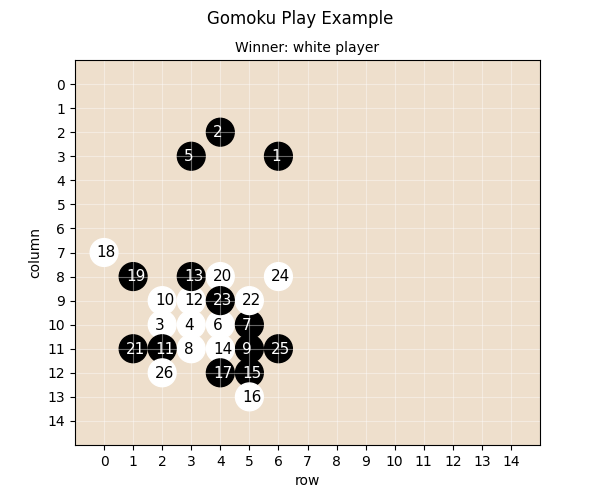 Gomoku Play Example
Winner: white player
0
1
2 2
3 5 1
4
5
6
7 18
8 19 13 20 24
9 10 12 23 22
10 3 4 6 7
11 21 11 8 14 9 25
12 26 17 15
13 16
14
0 1 2 3 4 5 6 7 8 9 10 11 12 13 14
column
row